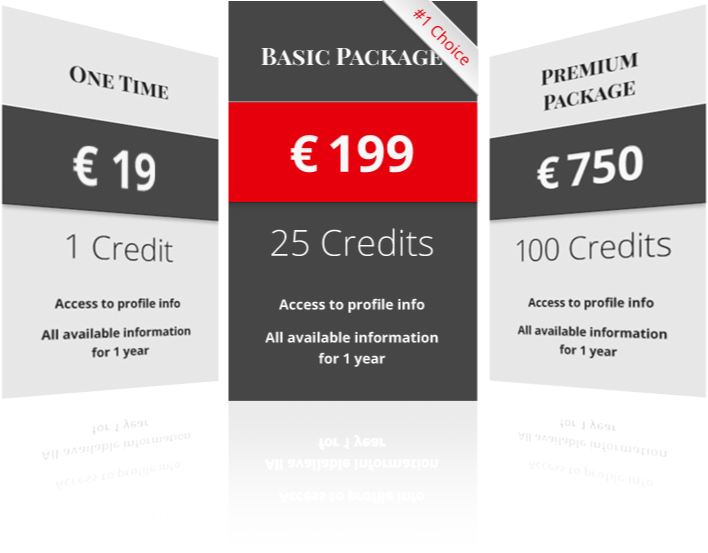 One Time
€ 19
1 Credit
Access to profile info
All available information
for 1 year
Basic Package
#1 Choice
€ 199
25 Credits
Access to profile info
All available information
for 1 year
Premium
Package
€ 750
100 Credits
Access to profile info
All available information
for 1 year